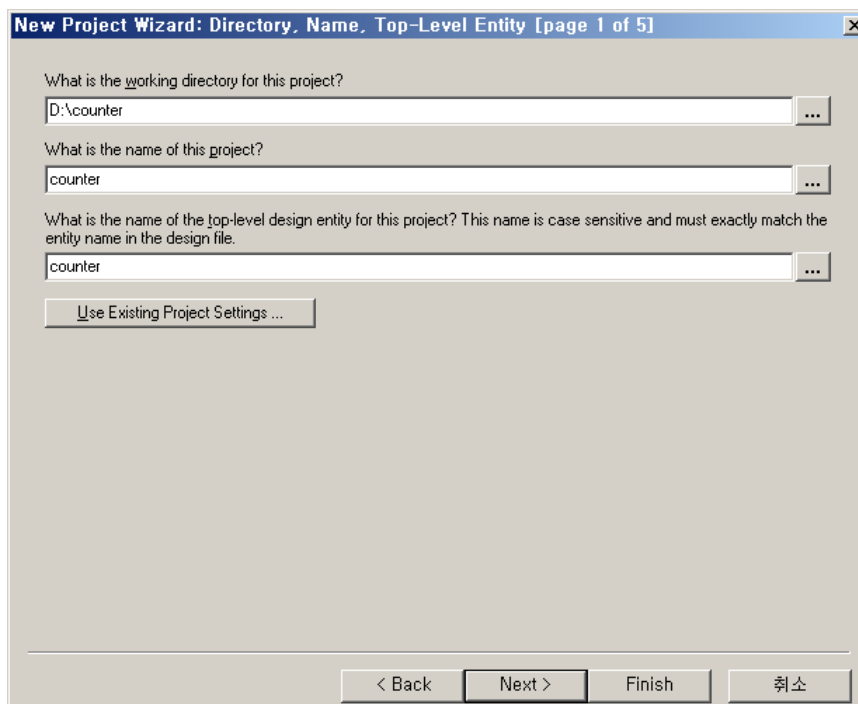 New Project Wizard: Directory, Name, Top-Level Entity [page 1 of 5]
What is the working directory for this project?
D:\counter
...
What is the name of this project?
counter
...
What is the name of the top-level design entity for this project? This name is case sensitive and must exactly match the
entity name in the design file.
counter
...
Use Existing Project Settings ...
< Back
Next >
Finish
취소